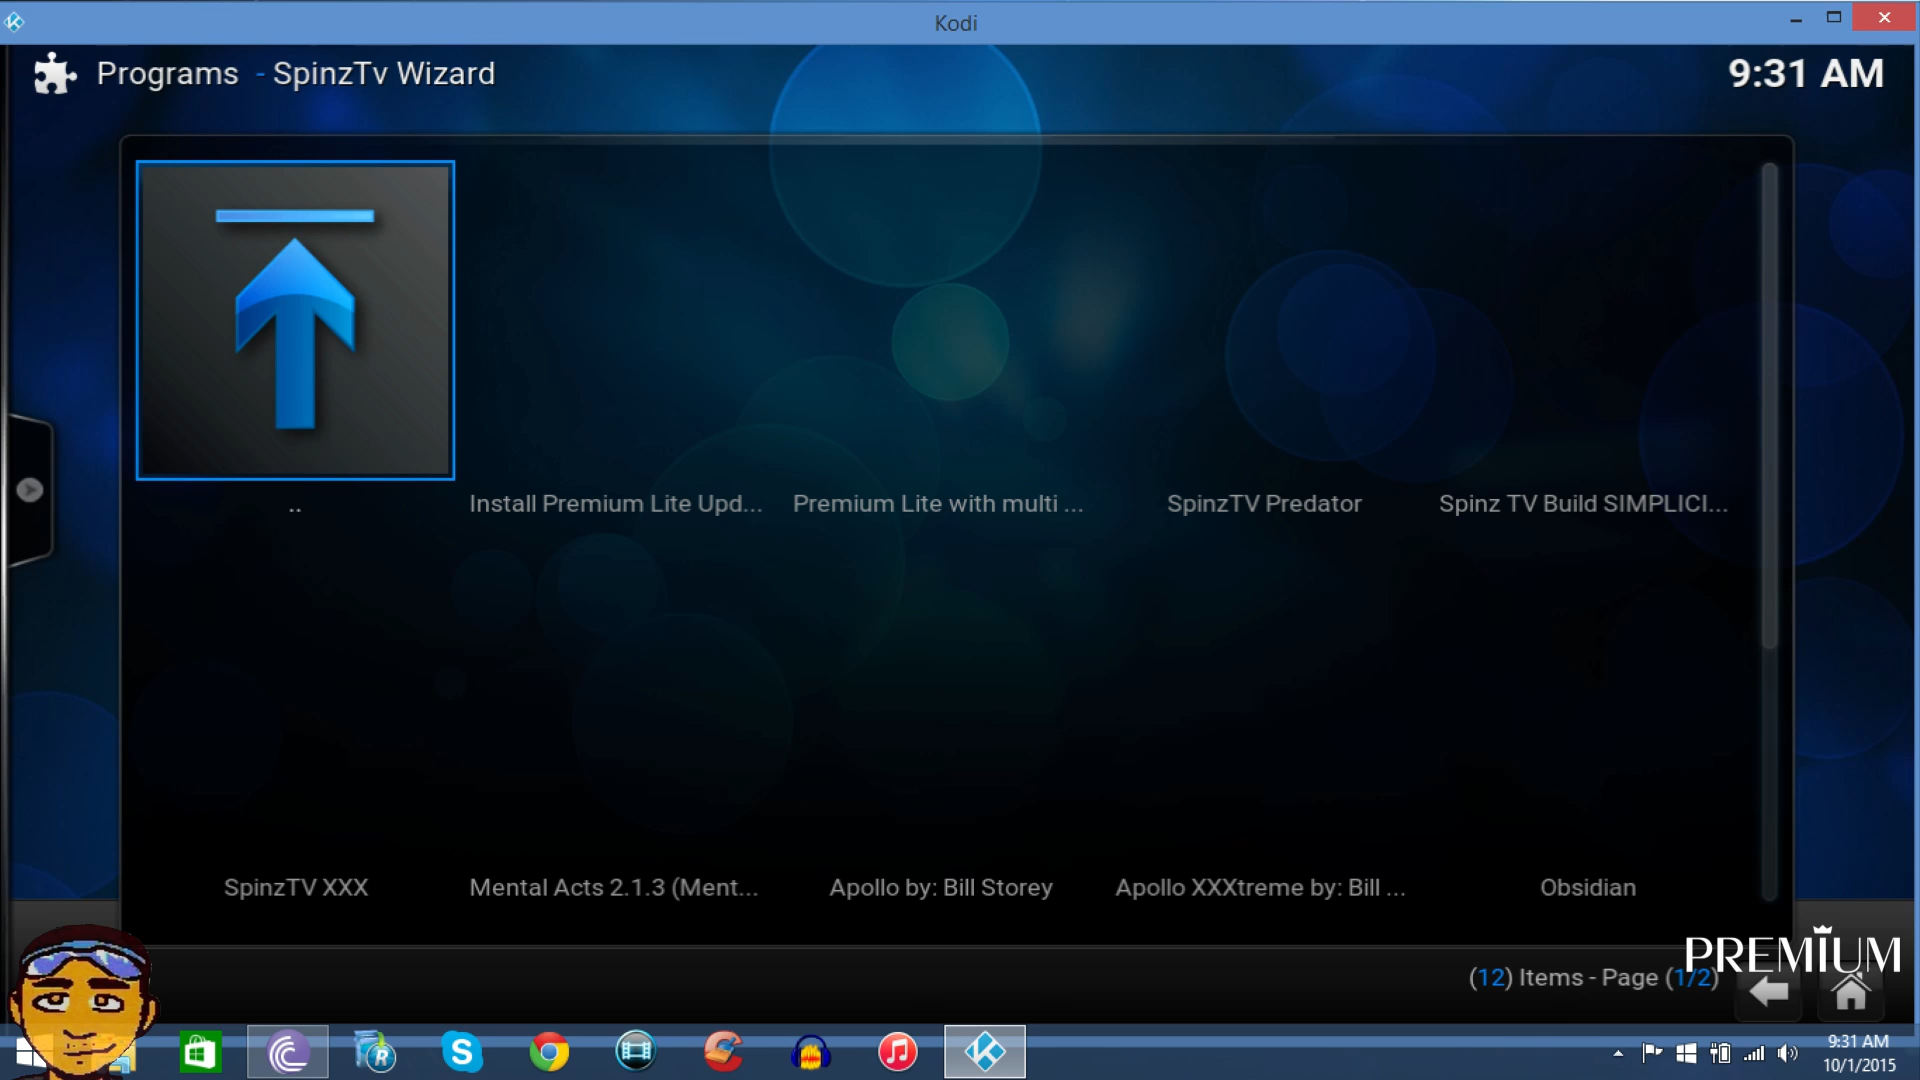 Kodi
Programs - SpinzTv Wizard
9:31 AM
..
Install Premium Lite Upd...
Premium Lite with multi ...
SpinzTV Predator
Spinz TV Build SIMPLICI...
SpinzTV XXX
Mental Acts 2.1.3 (Ment...
Apollo by: Bill Storey
Apollo XXXtreme by: Bill ...
Obsidian
PREMIUM
(12) Items - Page (1/2)
9:31 AM
10/1/2015